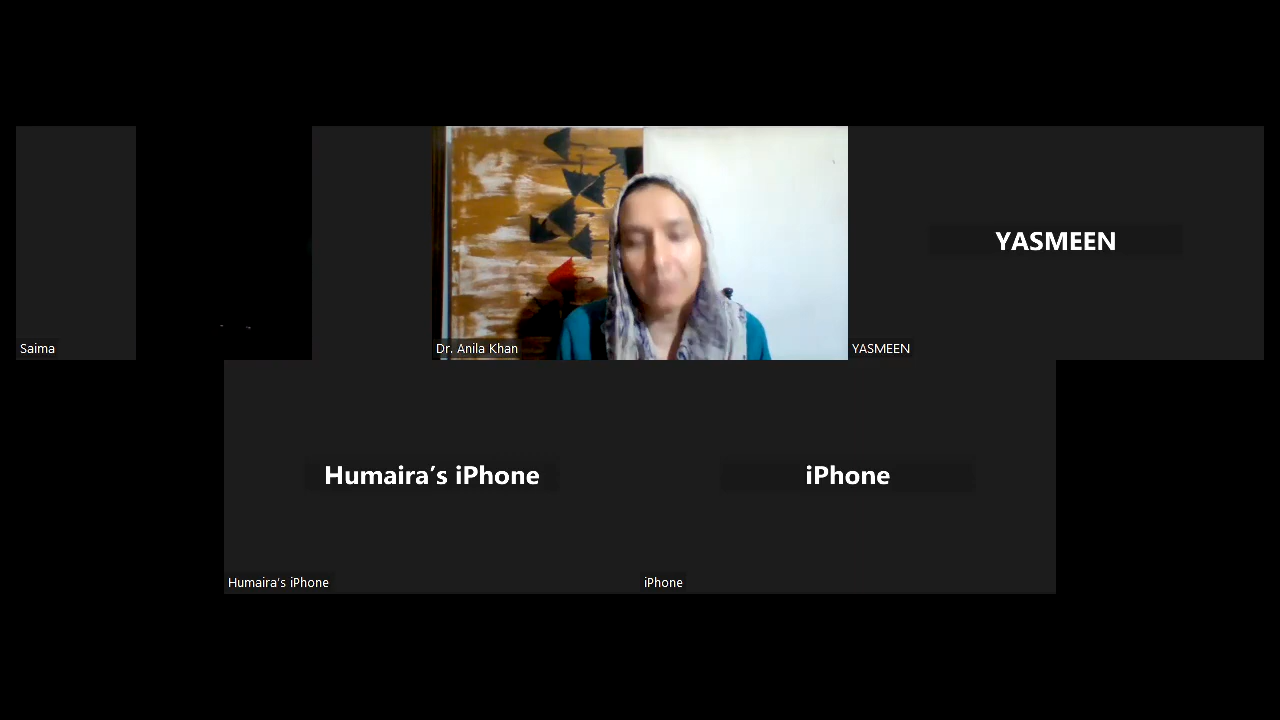 YASMEEN
Saima
Dr. Anila Khan
YASMEEN
Humaira's iPhone
iPhone
Humaira's iPhone
iPhone